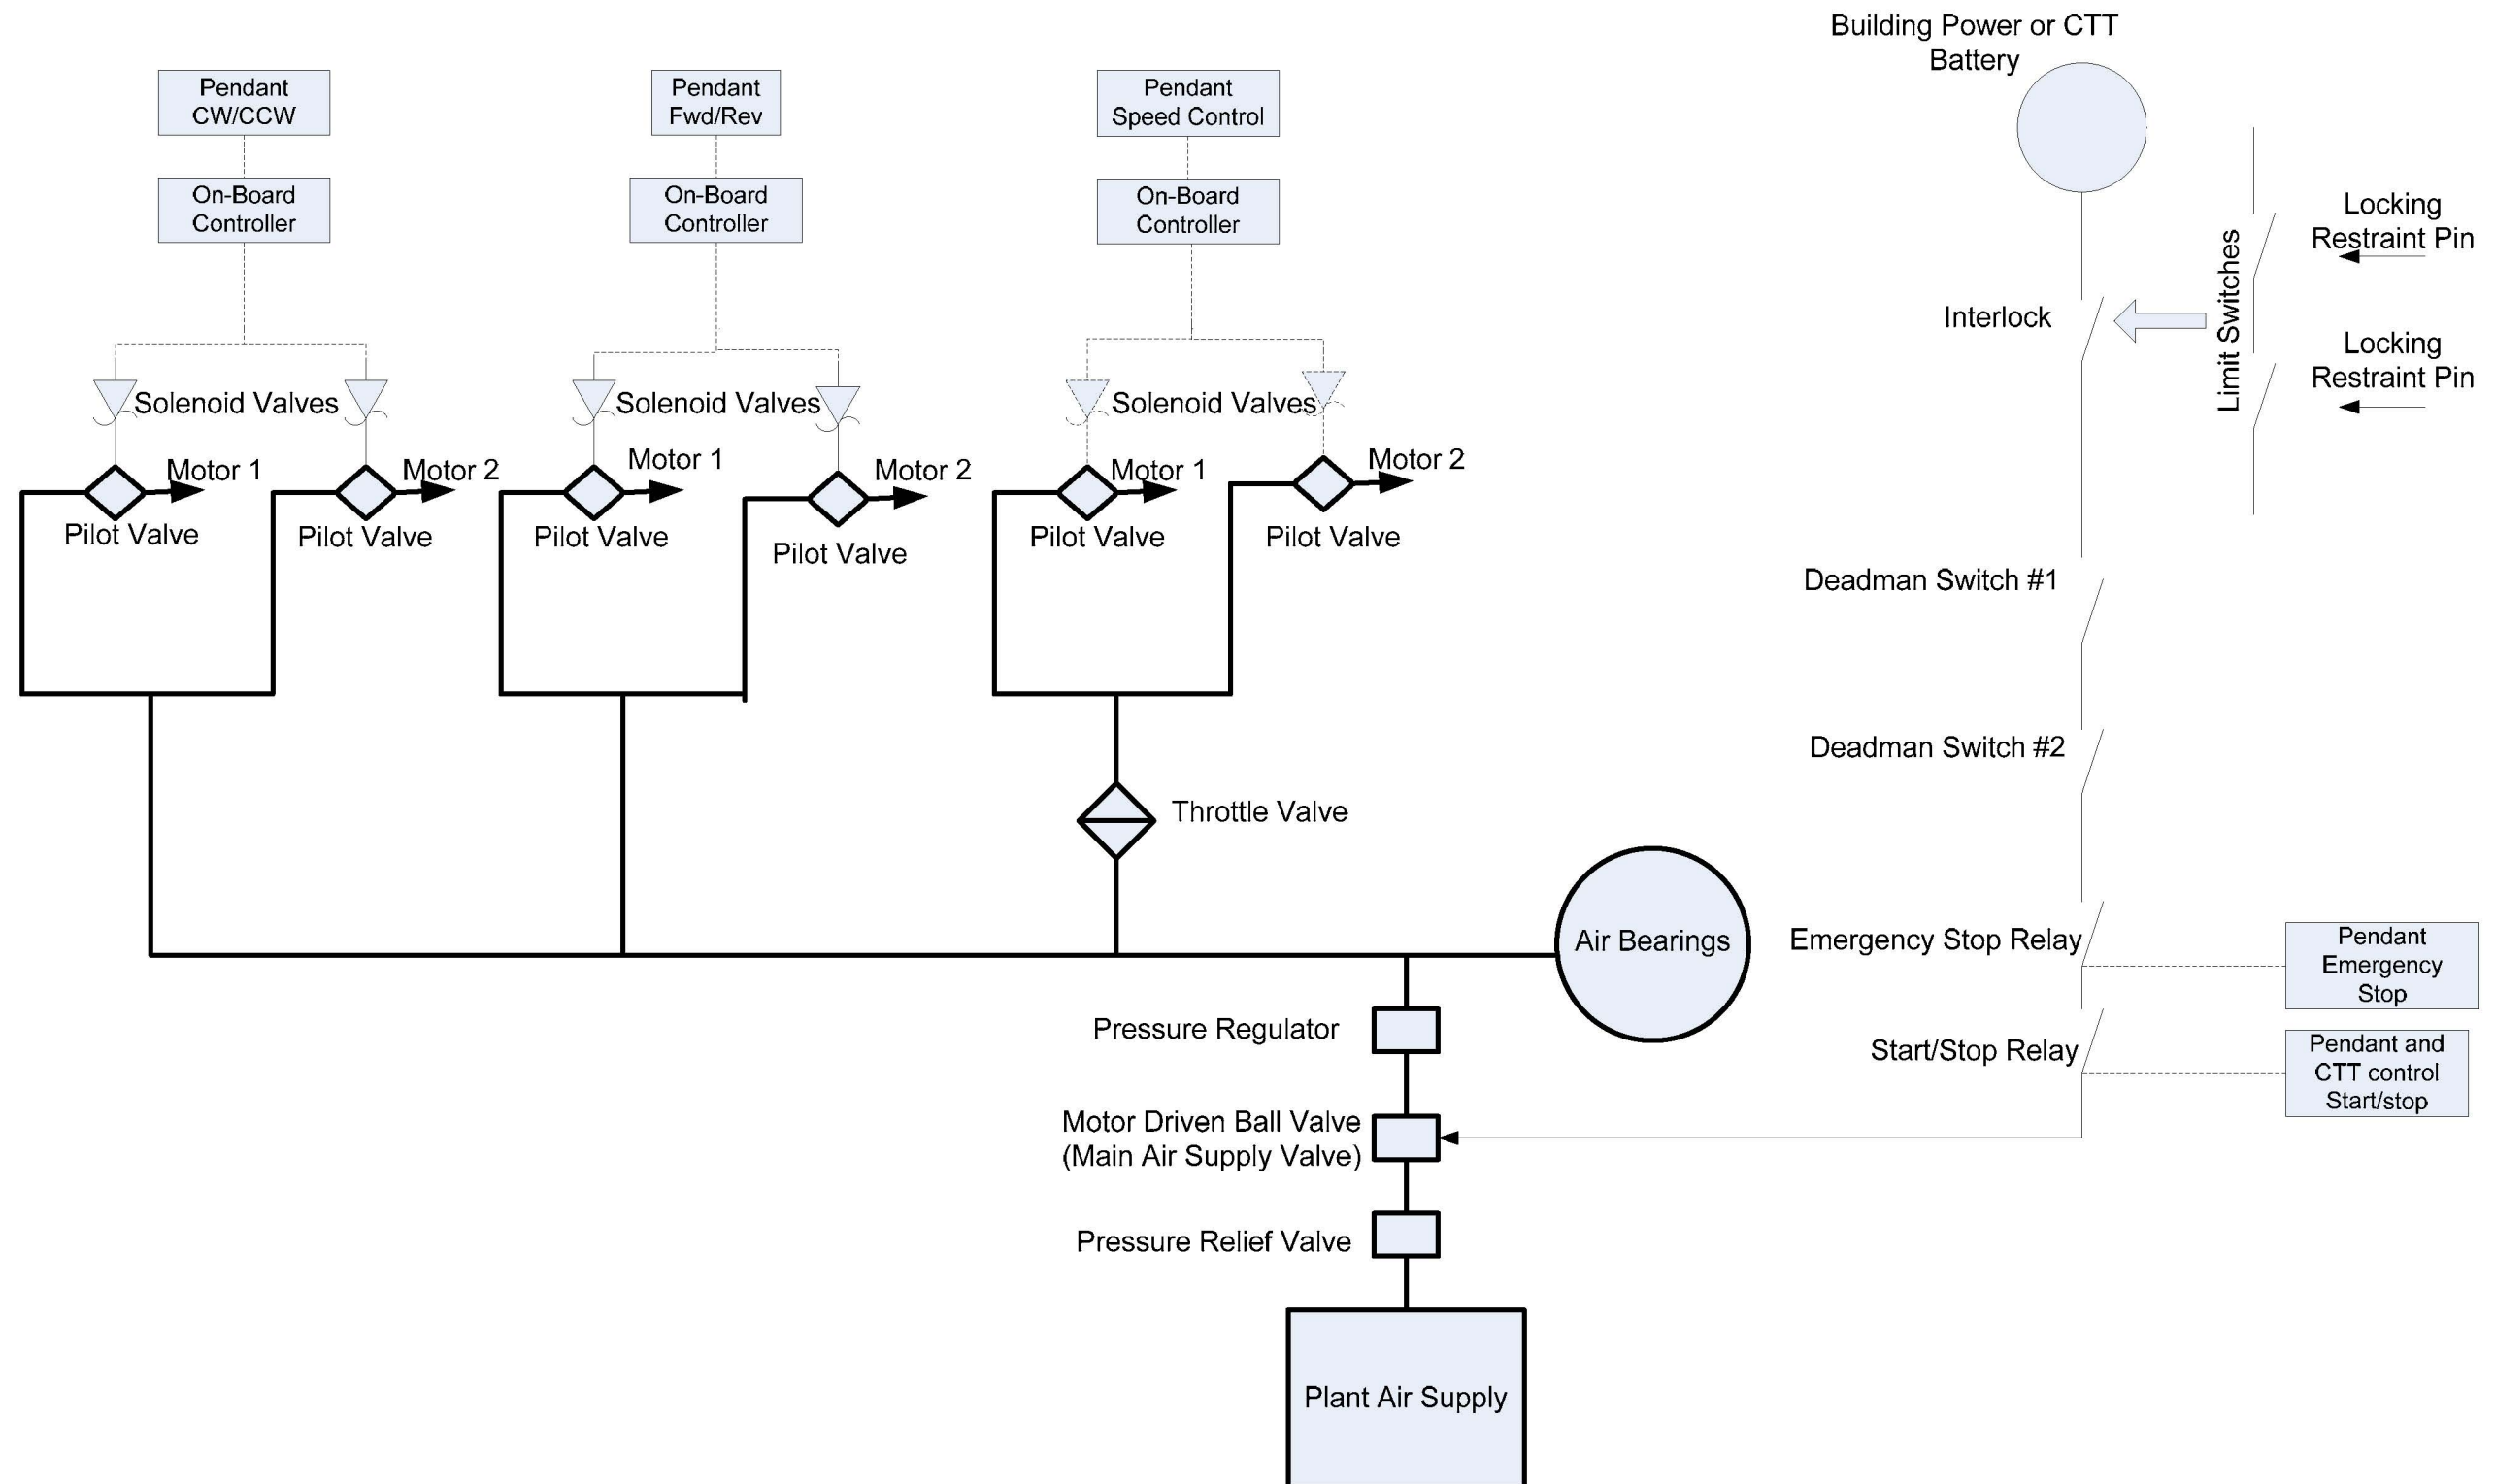 Building Power or CTT
Battery
Pendant
CW/CCW
Pendant
Fwd/Rev
Pendant
Speed Control
On-Board
Controller
On-Board
Controller
On-Board
Controller
Locking
Restraint Pin
Limit Switches
Interlock
Locking
Restraint Pin
Solenoid Valves
Solenoid Valves
Solenoid Valves
Motor 1
Motor 2
Motor 1
Motor 2
Motor 1
Motor 2
Pilot Valve
Pilot Valve
Pilot Valve
Pilot Valve
Pilot Valve
Pilot Valve
Deadman Switch #1
Deadman Switch #2
Throttle Valve
Air Bearings
Emergency Stop Relay
Pendant
Emergency
Stop
Pressure Regulator
Start/Stop Relay
Pendant and
CTT control
Start/stop
Motor Driven Ball Valve
(Main Air Supply Valve)
Pressure Relief Valve
Plant Air Supply